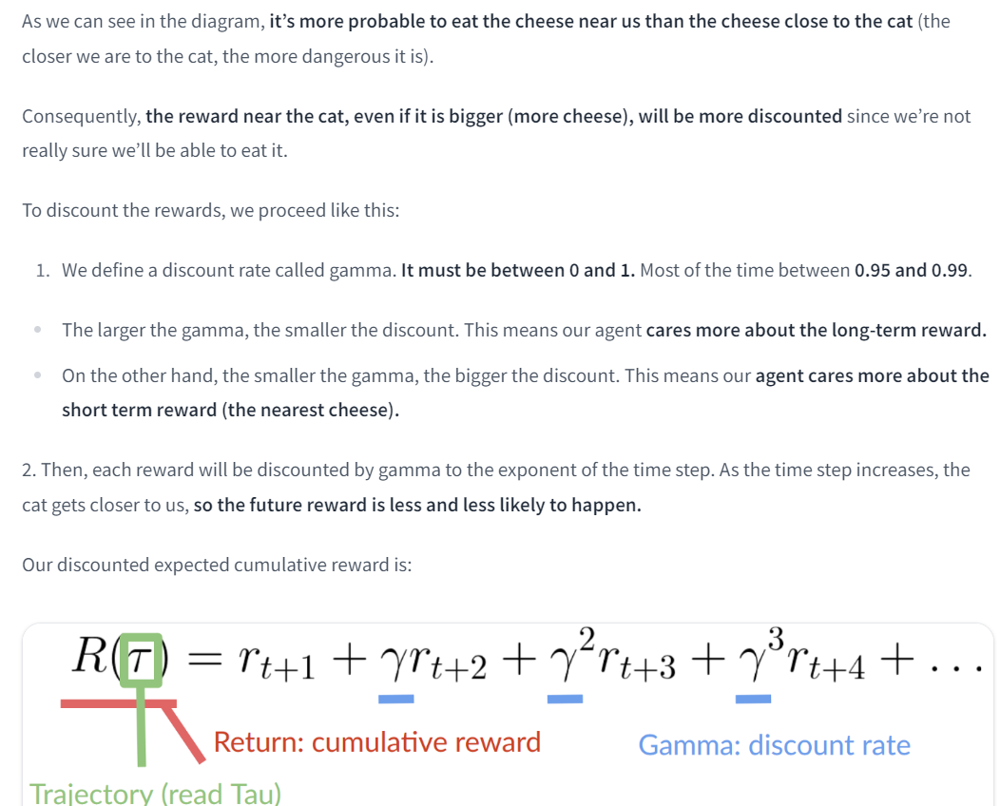 As we can see in the diagram, it’s more probable to eat the cheese near us than the cheese close to the cat (the
closer we are to the cat, the more dangerous it is).
Consequently, the reward near the cat, even if it is bigger (more cheese), will be more discounted since we’re not
really sure we’ll be able to eat it.
To discount the rewards, we proceed like this:
1. We define a discount rate called gamma. It must be between 0 and 1. Most of the time between 0.95 and 0.99.
• The larger the gamma, the smaller the discount. This means our agent cares more about the long-term reward.
• On the other hand, the smaller the gamma, the bigger the discount. This means our agent cares more about the
short term reward (the nearest cheese).
2. Then, each reward will be discounted by gamma to the exponent of the time step. As the time step increases, the
cat gets closer to us, so the future reward is less and less likely to happen.
Our discounted expected cumulative reward is:
R(τ) = r_{t+1} + γr_{t+2} + γ^2r_{t+3} + γ^3r_{t+4} + ...
Return: cumulative reward
Gamma: discount rate
Trajectory (read Tau)